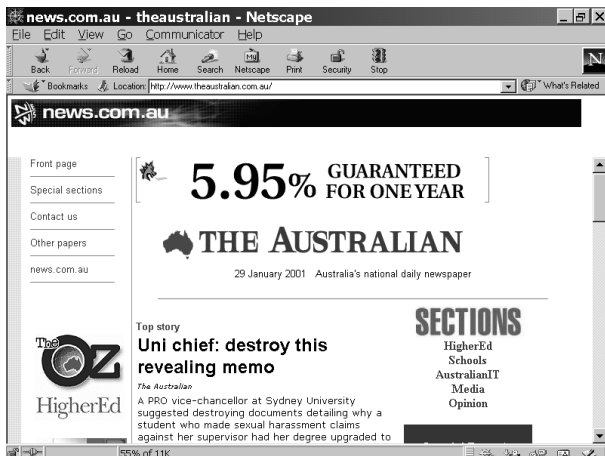 news.com.au - theaustralian - Netscape
File Edit View Go Communicator Help
Back Forward Reload Home Search Netscape Print Security Stop
N
My
Bookmarks Location: http://www.theaustralian.com.au/ What's Related
news.com.au
Front page
Special sections
Contact us
Other papers
news.com.au
5.95% GUARANTEED
FOR ONE YEAR
THE AUSTRALIAN
29 January 2001 Australia's national daily newspaper
The Oz
HigherEd
Top story
Uni chief: destroy this
revealing memo
The Australian
A PRO vice-chancellor at Sydney University
suggested destroying documents detailing why a
student who made sexual harassment claims
against her supervisor had her degree upgraded to
SECTIONS
HigherEd
Schools
AustralianIT
Media
Opinion
55% of 11K